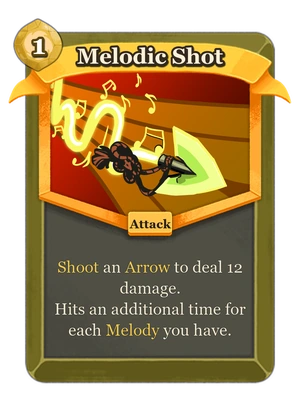 1
Melodic Shot
Attack
Shoot an Arrow to deal 12
damage.
Hits an additional time for
each Melody you have.